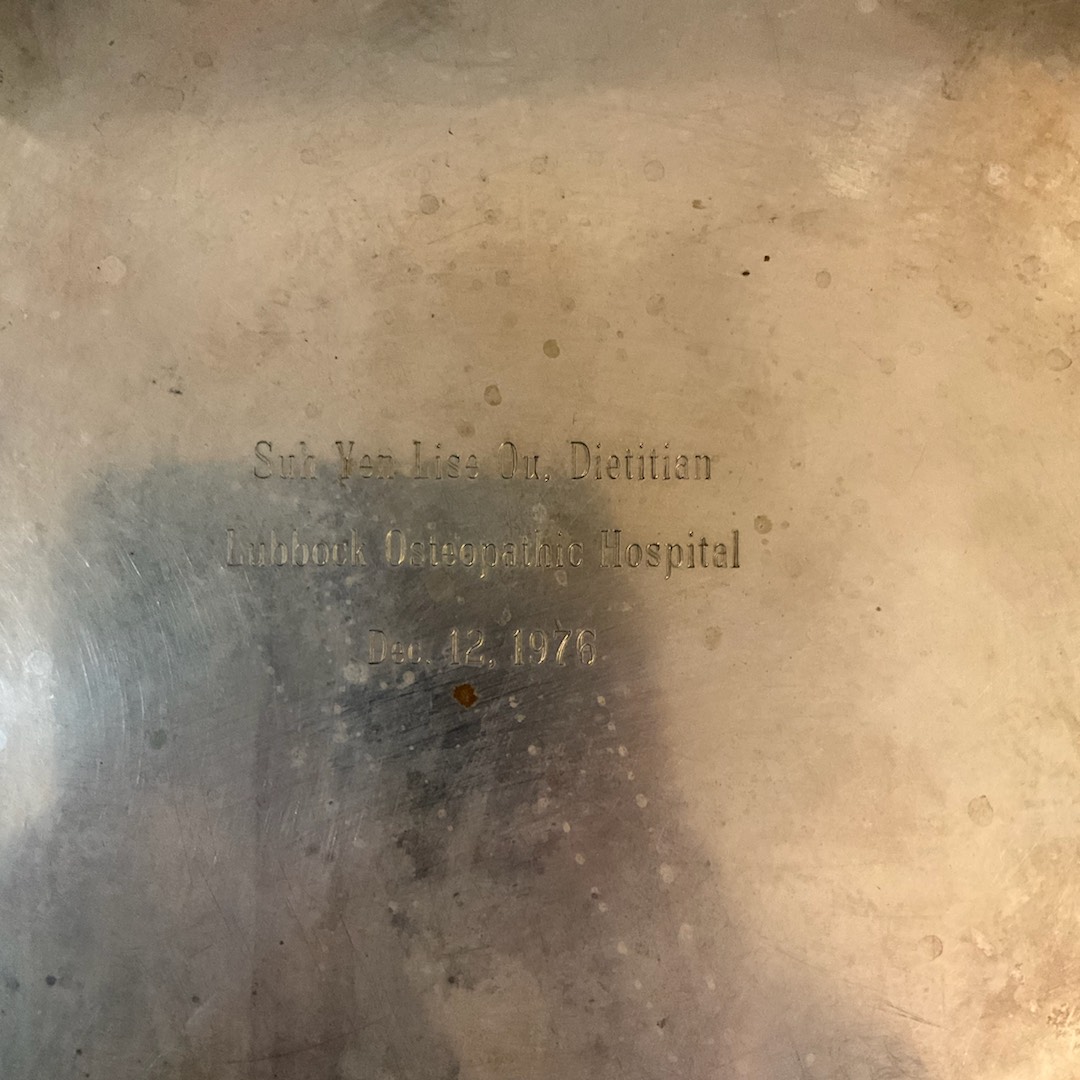 Suh Yen Lise Ou, Dietitian
Lubbock Osteopathic Hospital
Dec. 12, 1976